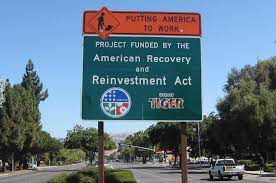 PUTTING AMERICA
TO WORK
PROJECT FUNDED BY THE
American Recovery
and
Reinvestment Act
TIGER